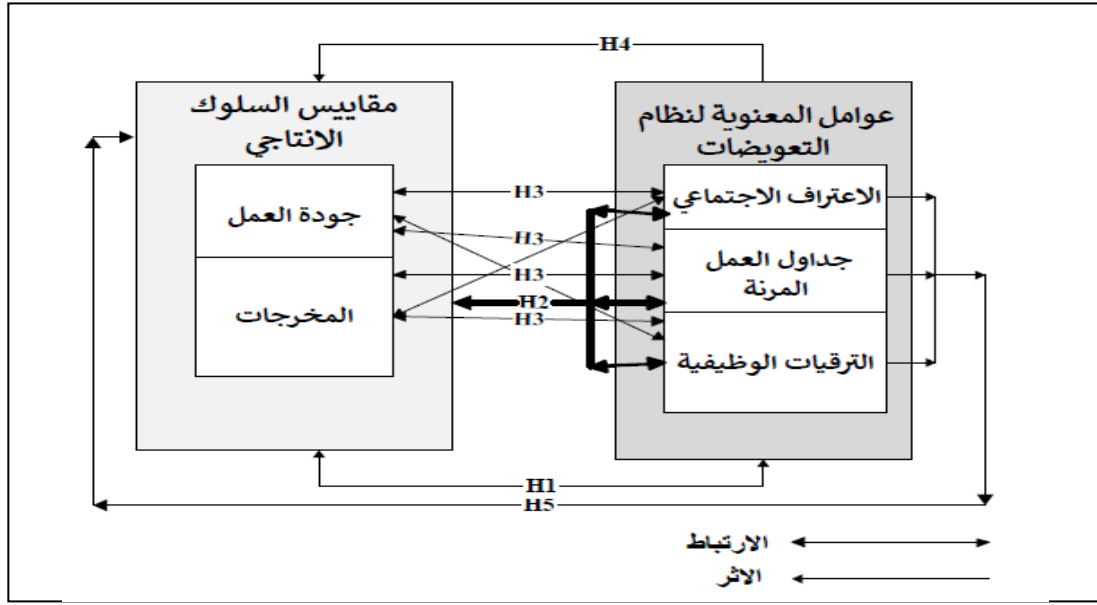 H4
عوامل المعنوية لنظام
التعويضات
الاعتراف الاجتماعي
جداول العمل
المرنة
الترقيات الوظيفية
مقاييس السلوك
الانتاجي
جودة العمل
المخرجات
H3
H3
H3
H2
H3
H1
H5
الارتباط
الاثر